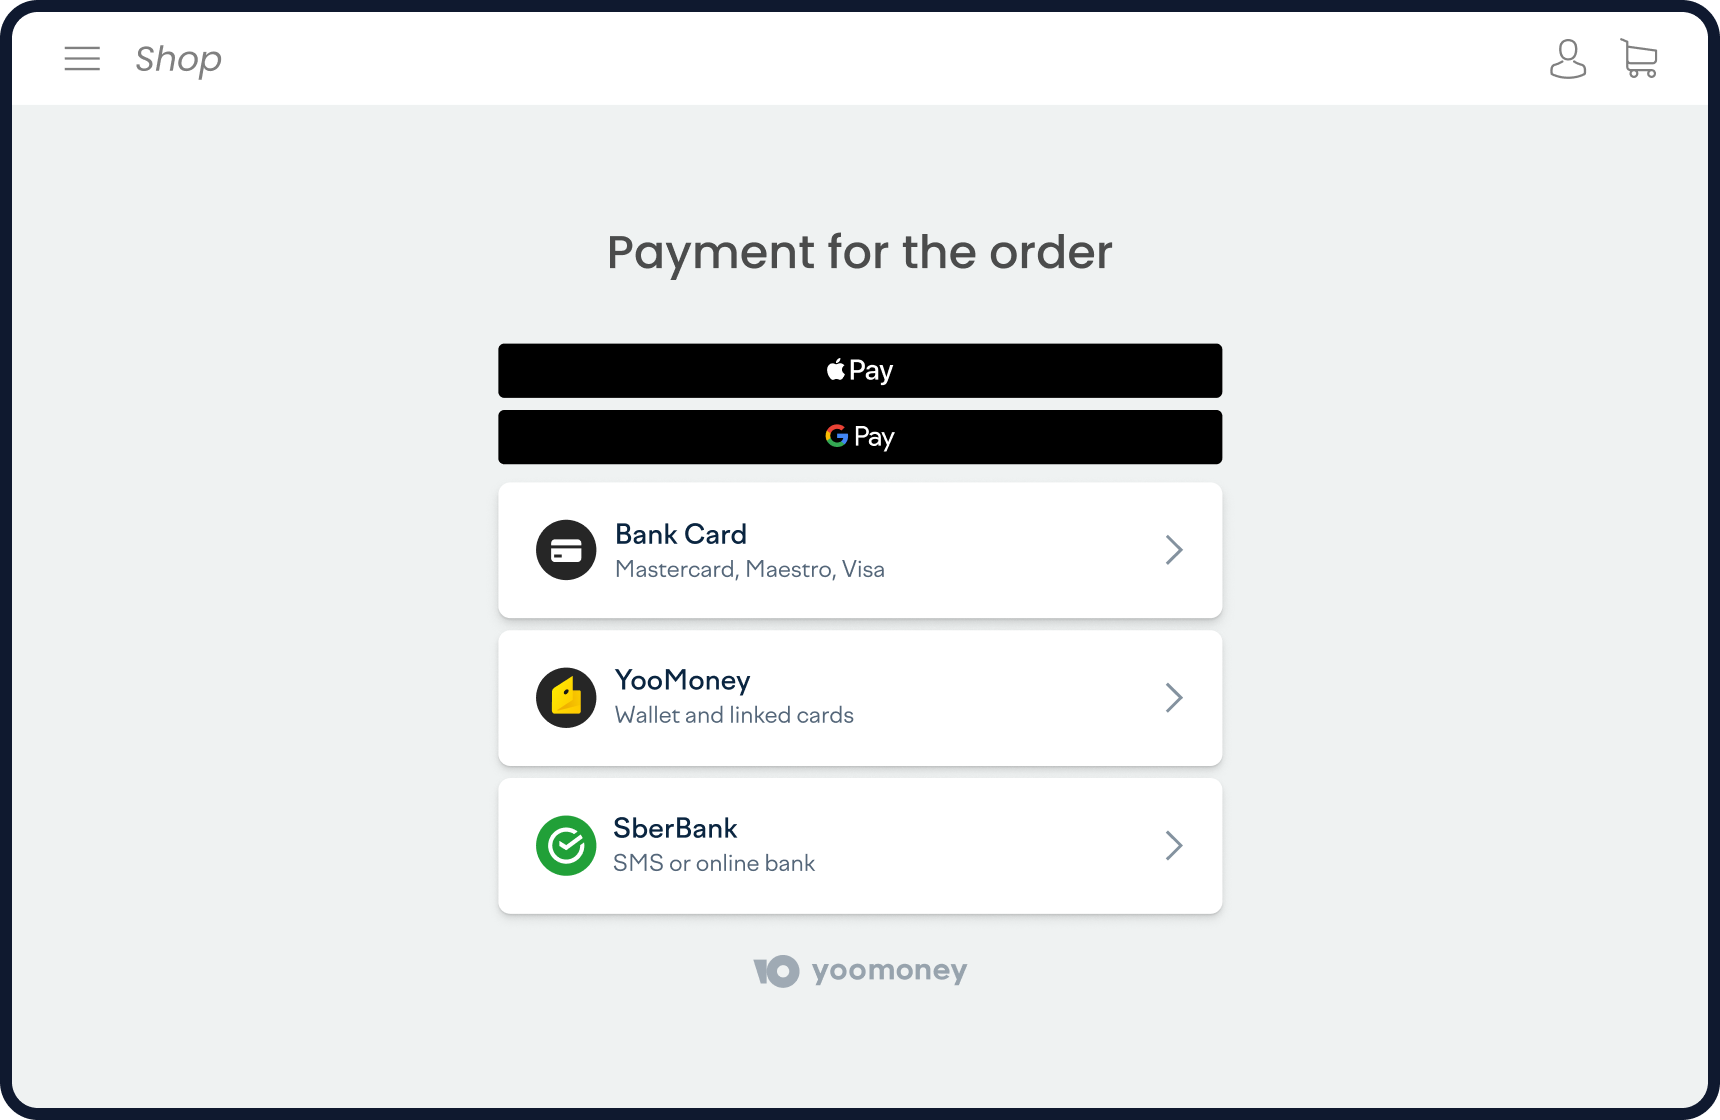 Shop
Payment for the order
Pay
G Pay
Bank Card
Mastercard, Maestro, Visa
YooMoney
Wallet and linked cards
SberBank
SMS or online bank
yoomoney